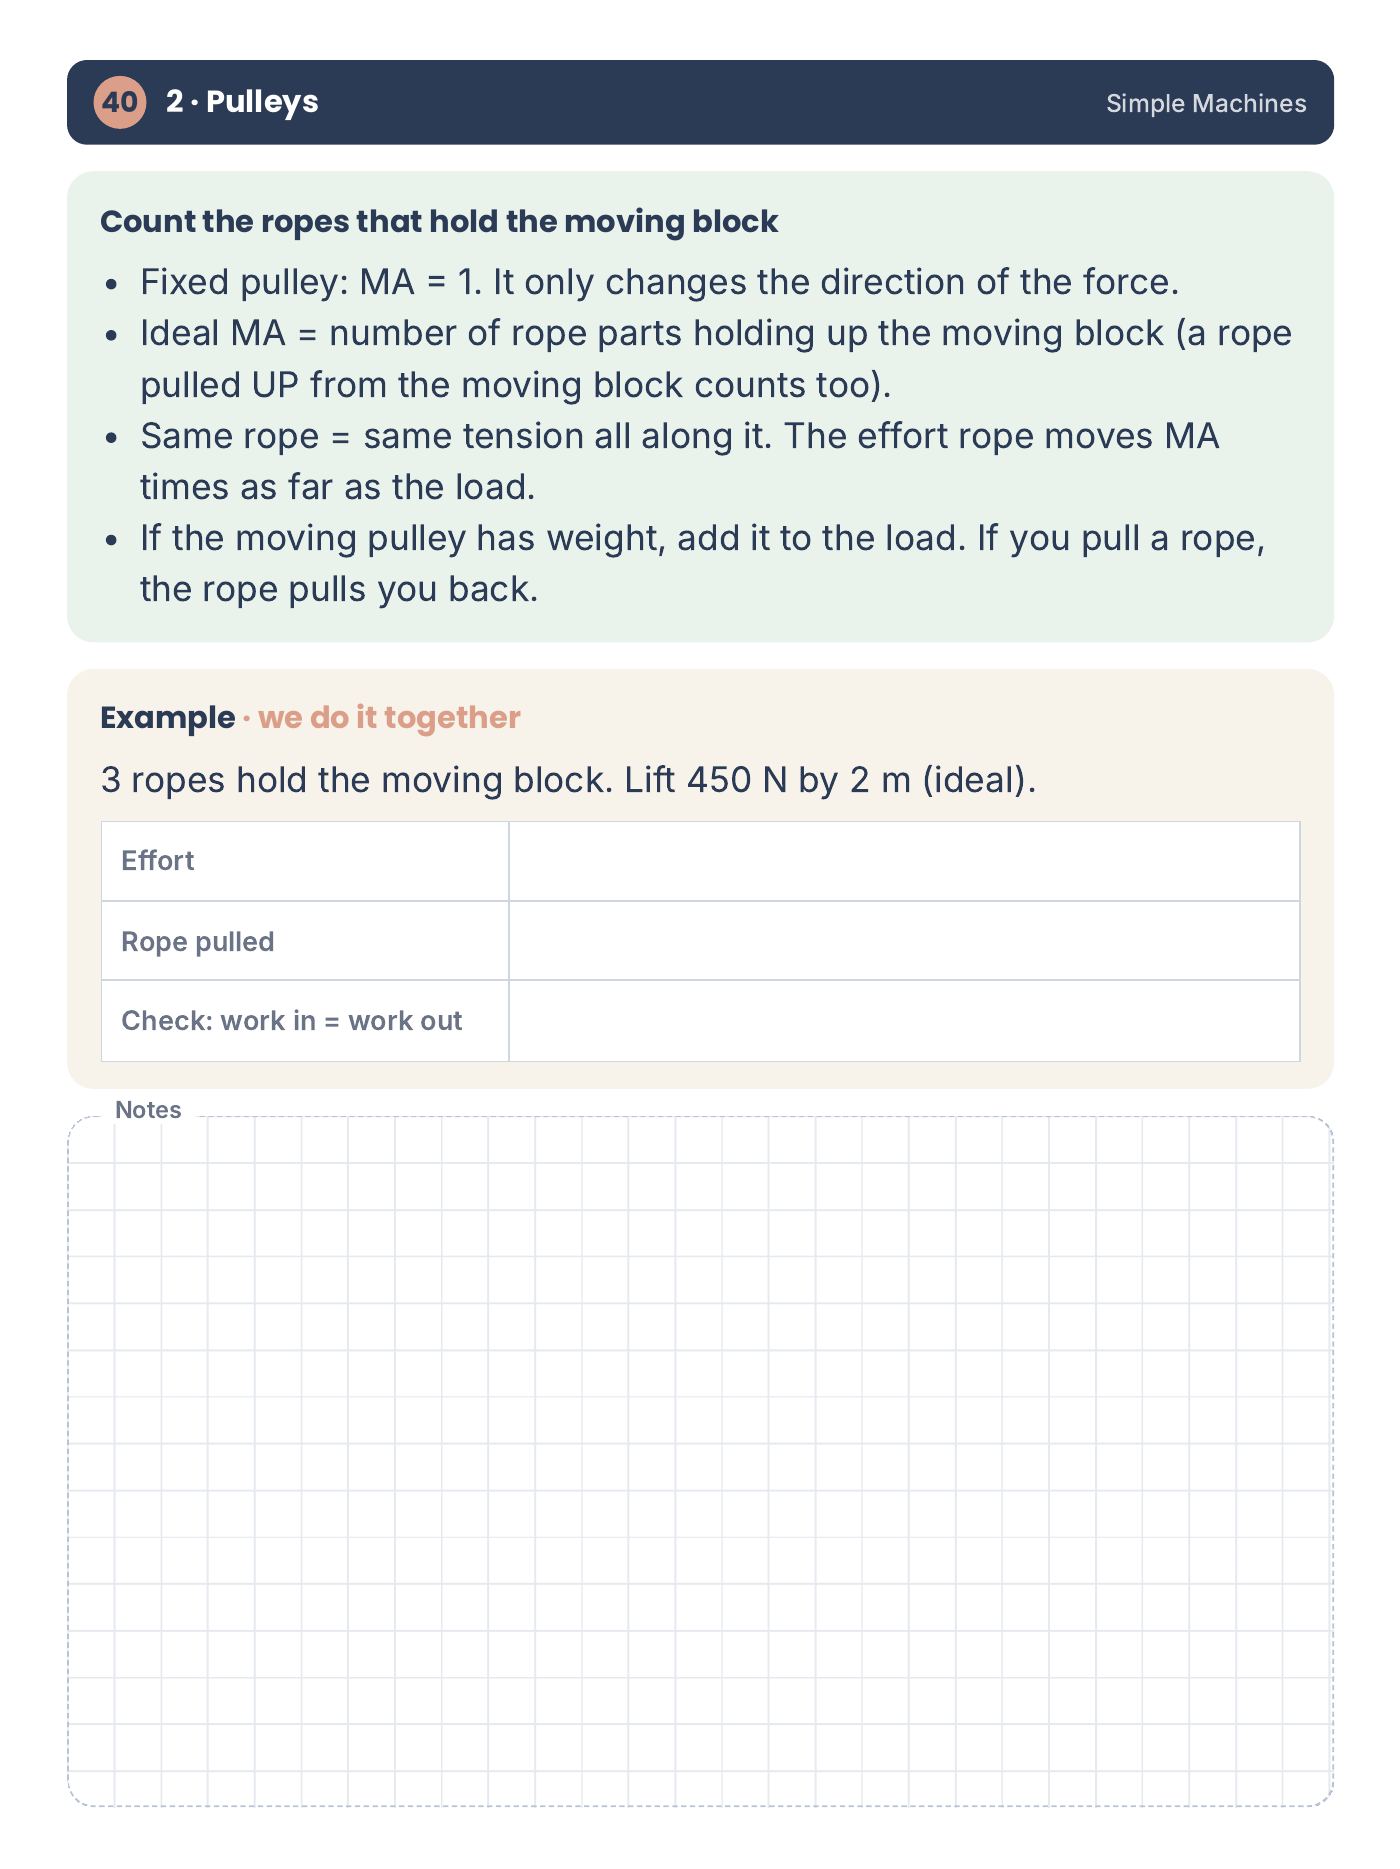 40 2 · Pulleys
Simple Machines
Count the ropes that hold the moving block
• Fixed pulley: MA = 1. It only changes the direction of the force.
• Ideal MA = number of rope parts holding up the moving block (a rope
pulled UP from the moving block counts too).
• Same rope = same tension all along it. The effort rope moves MA
times as far as the load.
• If the moving pulley has weight, add it to the load. If you pull a rope,
the rope pulls you back.
Example · we do it together
3 ropes hold the moving block. Lift 450 N by 2 m (ideal).
Effort
Rope pulled
Check: work in = work out
Notes